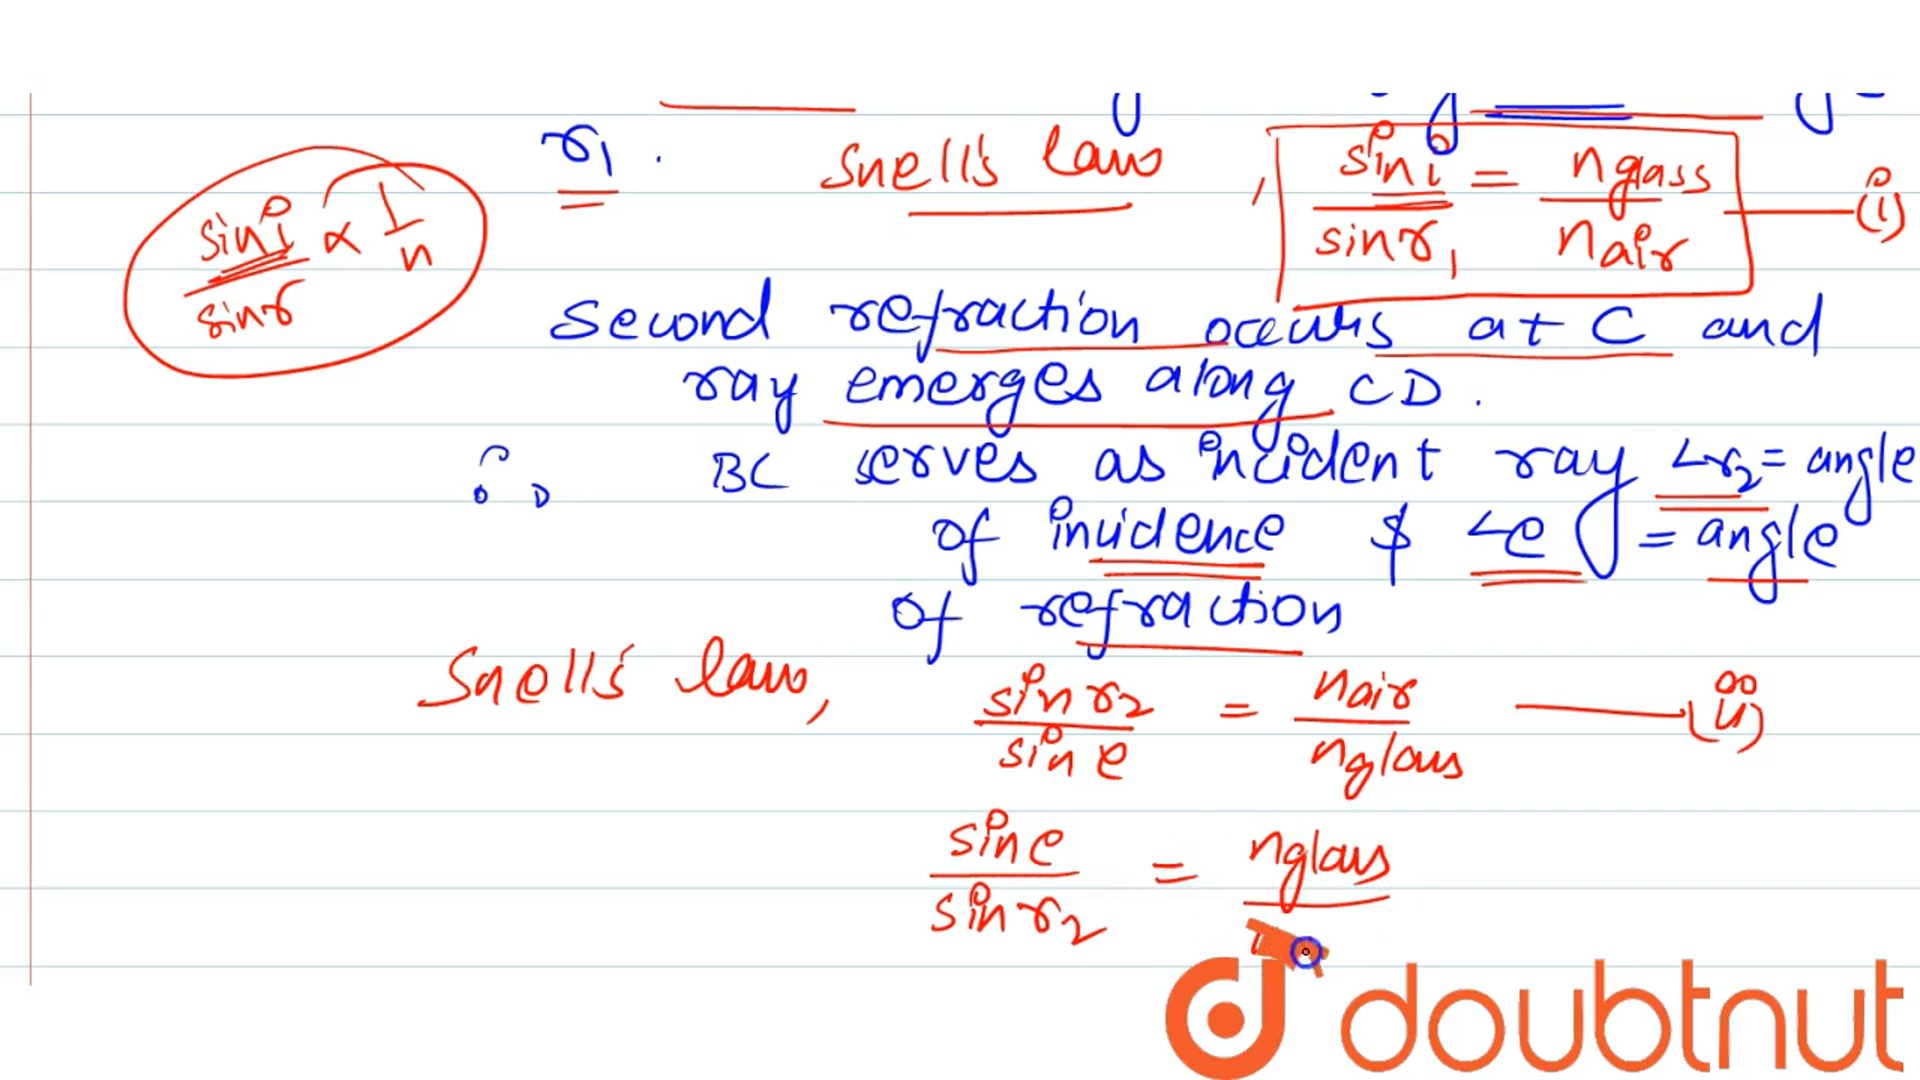 r₁ . Snell's law , sin i / sin r₁ = nglass / nair —— (i)
sin i / sin r ∝ 1 / n
Second refraction occurs at C and
ray emerges along CD .
BC serves as incident ray ∠r₂ = angle
of incidence & ∠e = angle
of refraction
Snell's law, sin r₂ / sin e = nair / nglass —— (ii)
sin e / sin r₂ = nglass /
doubtnut